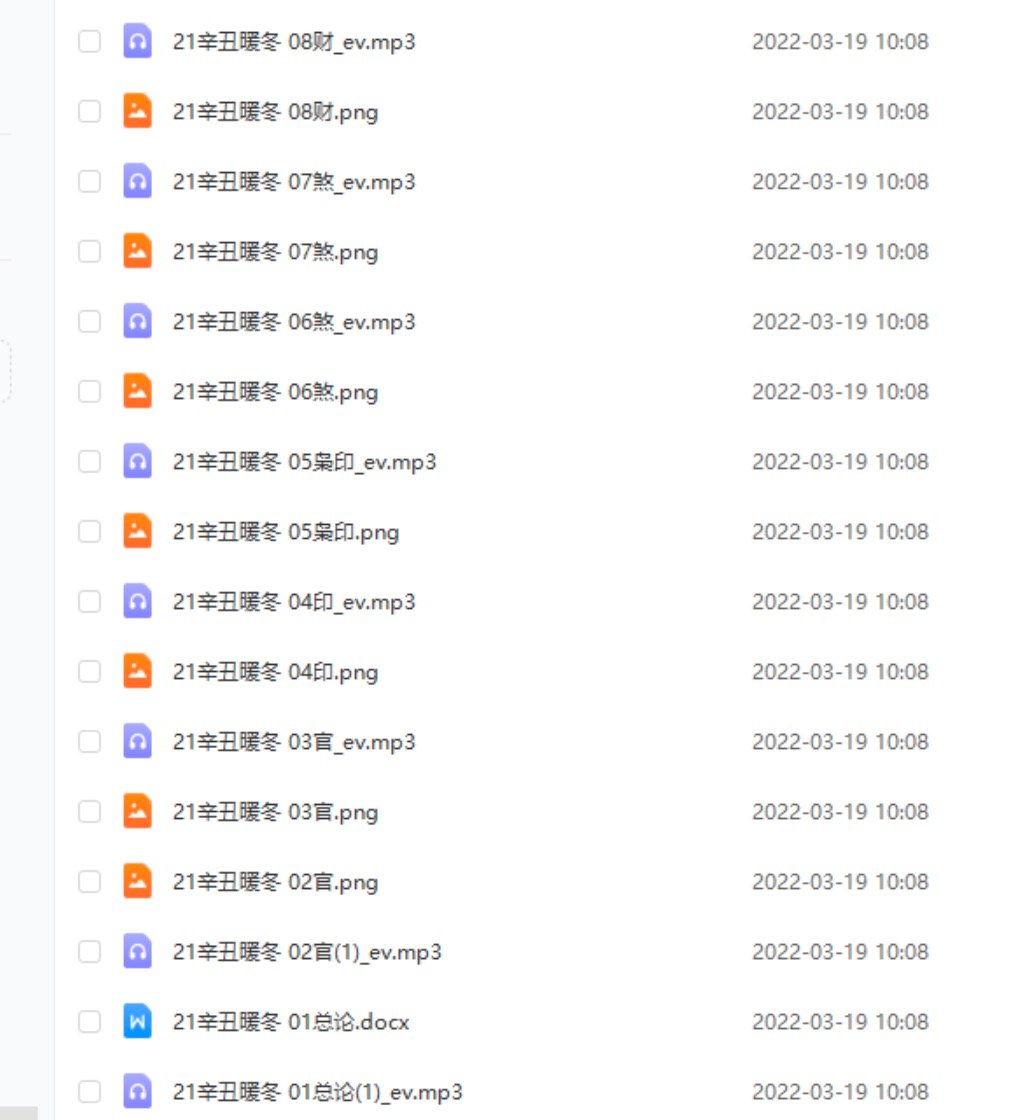 21辛丑暖冬 08财_ev.mp3 2022-03-19 10:08
21辛丑暖冬 08财.png 2022-03-19 10:08
21辛丑暖冬 07煞_ev.mp3 2022-03-19 10:08
21辛丑暖冬 07煞.png 2022-03-19 10:08
21辛丑暖冬 06煞_ev.mp3 2022-03-19 10:08
21辛丑暖冬 06煞.png 2022-03-19 10:08
21辛丑暖冬 05枭印_ev.mp3 2022-03-19 10:08
21辛丑暖冬 05枭印.png 2022-03-19 10:08
21辛丑暖冬 04印_ev.mp3 2022-03-19 10:08
21辛丑暖冬 04印.png 2022-03-19 10:08
21辛丑暖冬 03官_ev.mp3 2022-03-19 10:08
21辛丑暖冬 03官.png 2022-03-19 10:08
21辛丑暖冬 02官.png 2022-03-19 10:08
21辛丑暖冬 02官(1)_ev.mp3 2022-03-19 10:08
21辛丑暖冬 01总论.docx 2022-03-19 10:08
21辛丑暖冬 01总论(1)_ev.mp3 2022-03-19 10:08